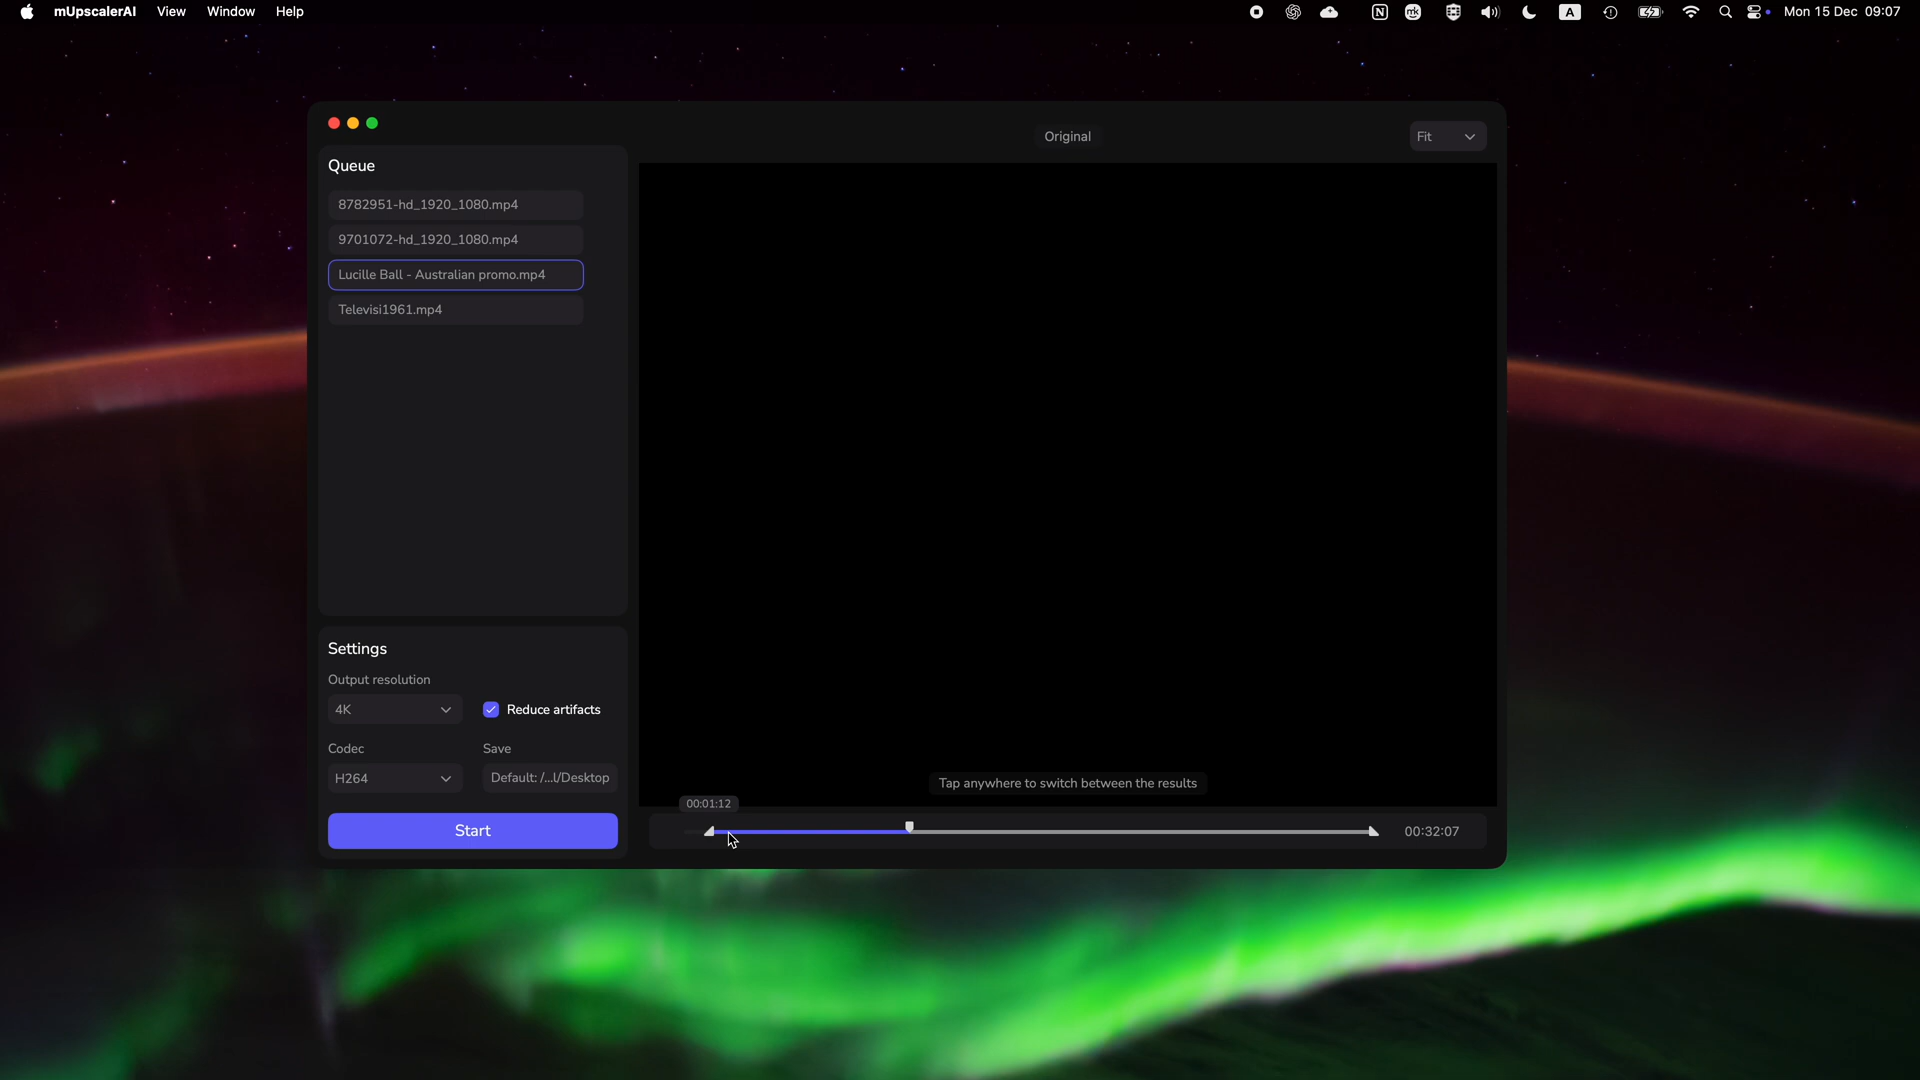 mUpscalerAI View Window Help
A Mon 15 Dec 09:07
Original
Fit
Queue
8782951-hd_1920_1080.mp4
9701072-hd_1920_1080.mp4
Lucille Ball - Australian promo.mp4
Televisi1961.mp4
Settings
Output resolution
4K
Reduce artifacts
Codec
Save
H264
Default: /...l/Desktop
Start
Tap anywhere to switch between the results
00:01:12
00:32:07